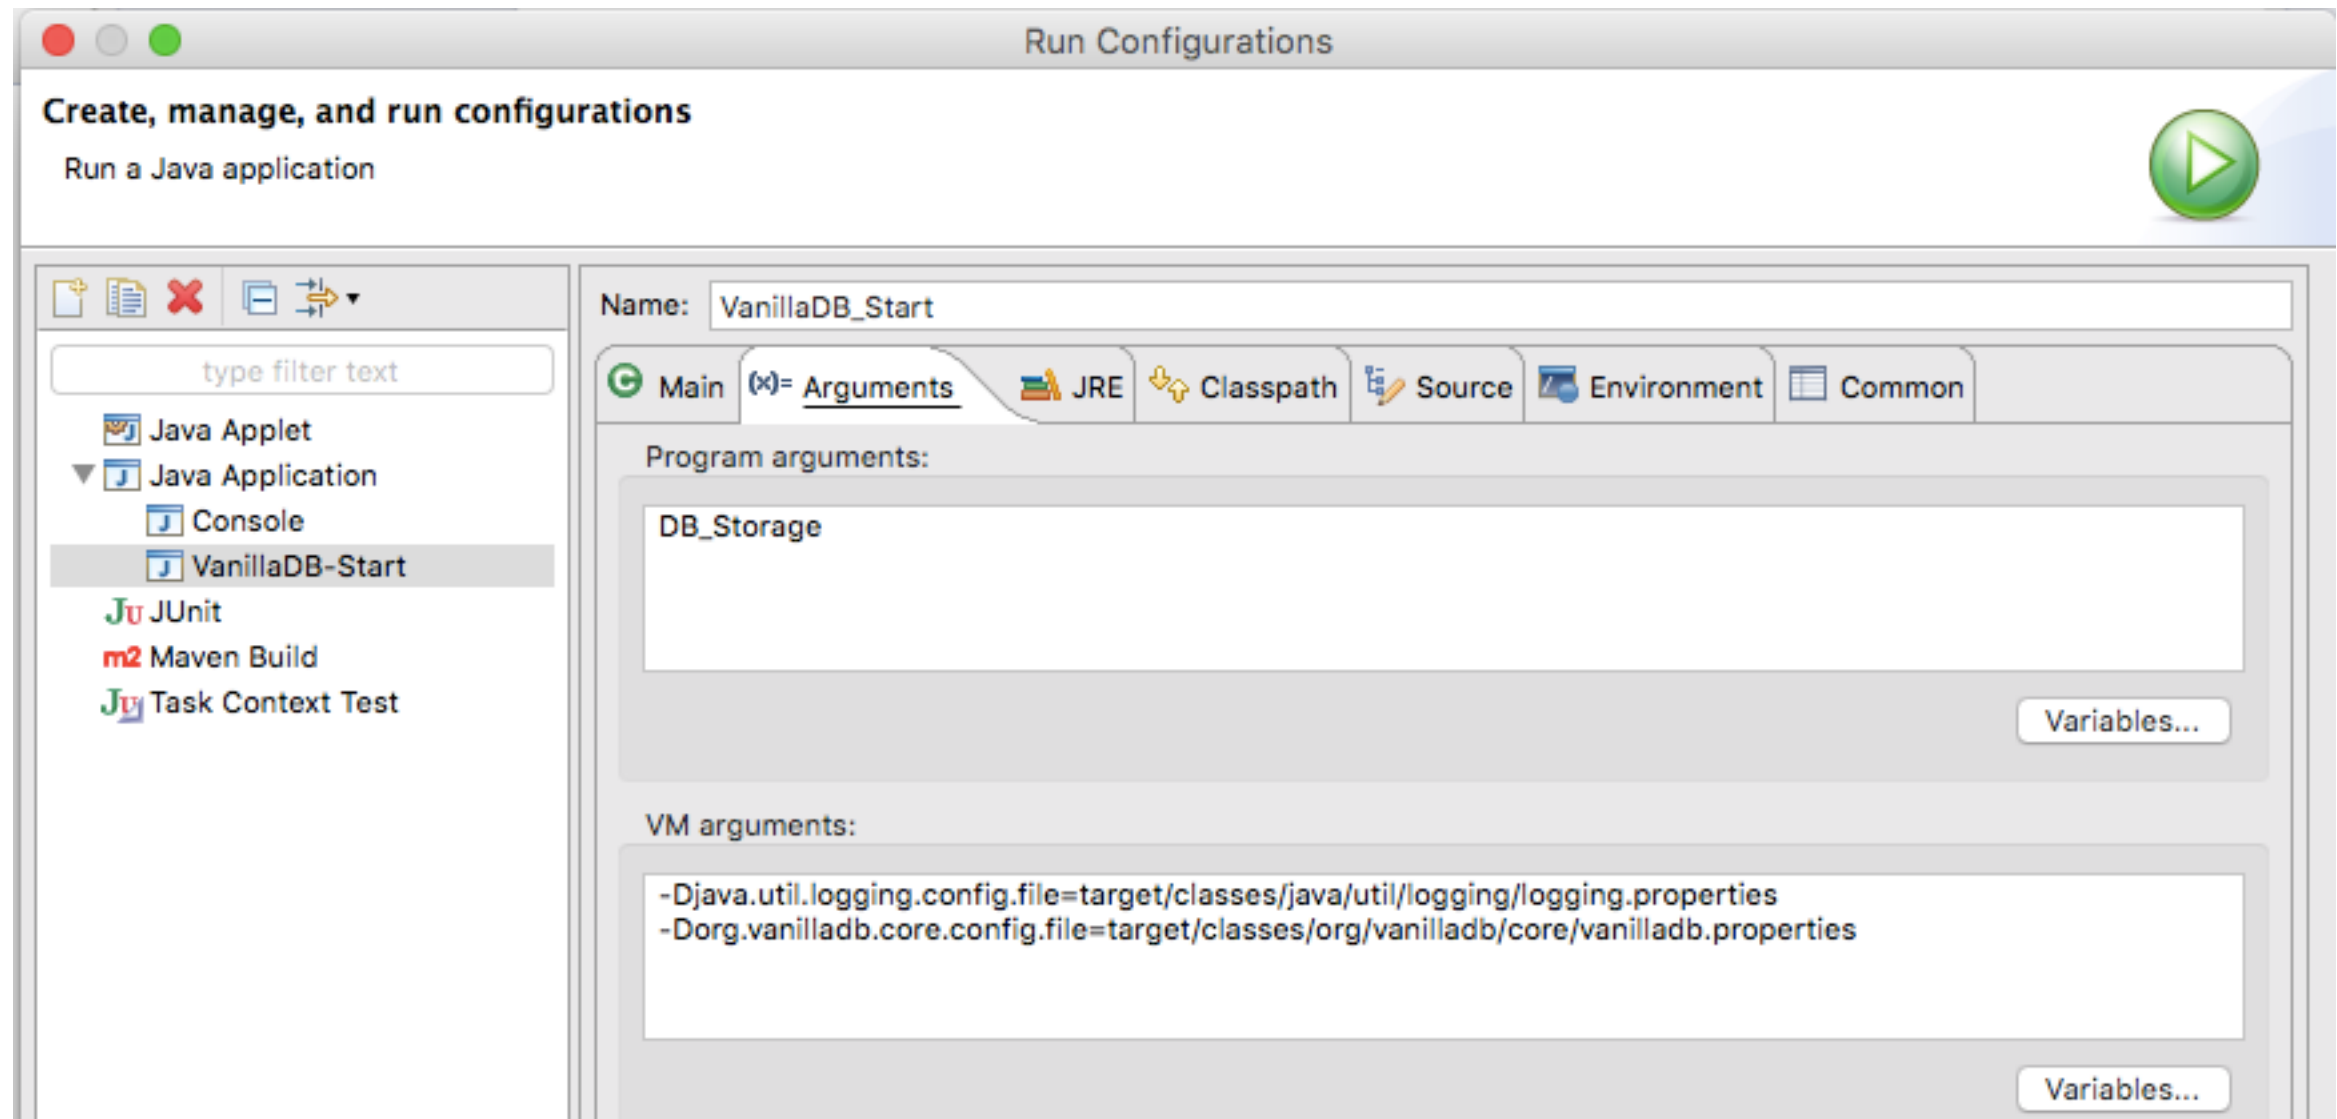 Run Configurations
Create, manage, and run configurations
Run a Java application
type filter text
Java Applet
Java Application
Console
VanillaDB-Start
JUnit
Maven Build
Task Context Test
Name: VanillaDB_Start
Main (x)= Arguments JRE Classpath Source Environment Common
Program arguments:
DB_Storage
Variables...
VM arguments:
-Djava.util.logging.config.file=target/classes/java/util/logging/logging.properties
-Dorg.vanilladb.core.config.file=target/classes/org/vanilladb/core/vanilladb.properties
Variables...